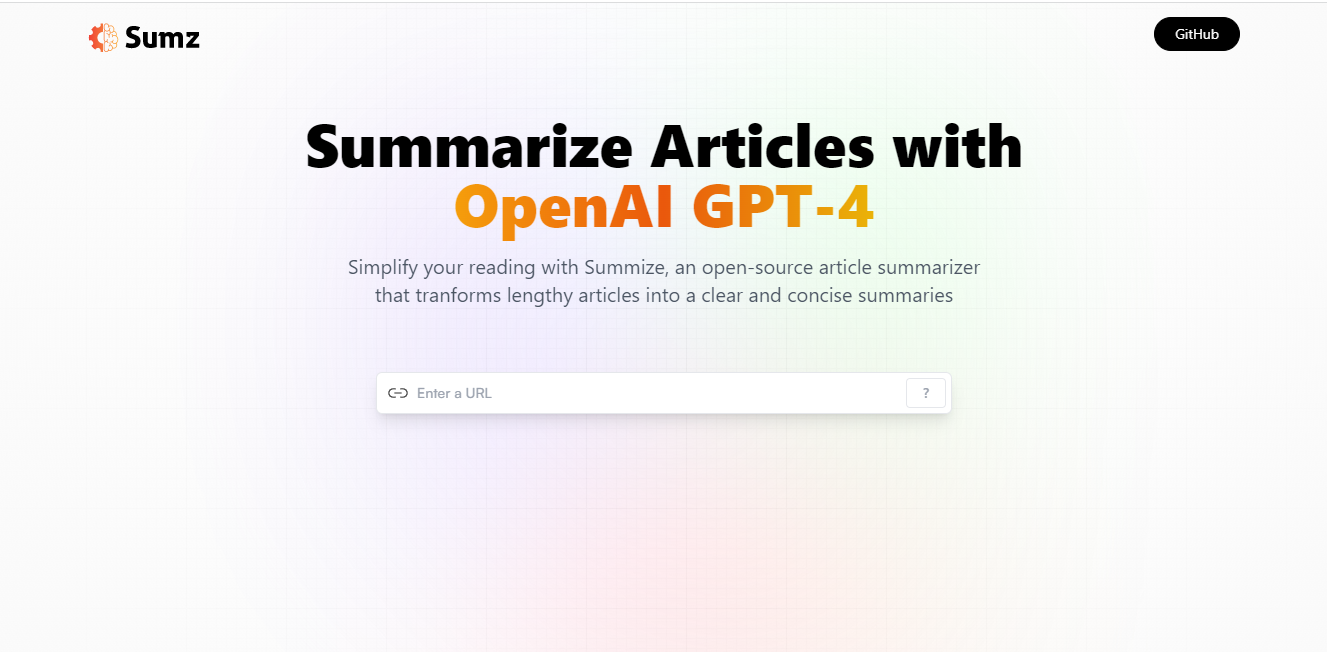 Sumz
GitHub
Summarize Articles with
OpenAI GPT-4
Simplify your reading with Summize, an open-source article summarizer
that tranforms lengthy articles into a clear and concise summaries
Enter a URL
?